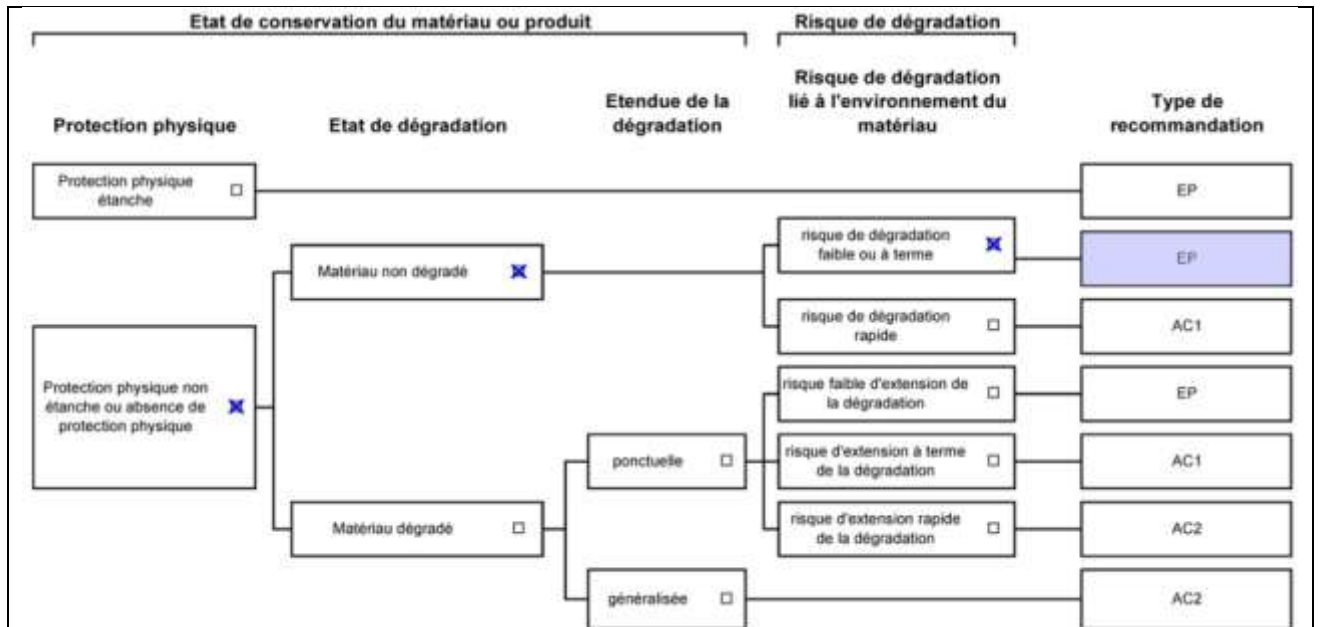 Etat de conservation du matériau ou produit
Risque de dégradation
Protection physique
Etat de dégradation
Etendue de la
dégradation
Risque de dégradation
lié à l'environnement du
matériau
Type de
recommandation
Protection physique
étanche
EP
risque de dégradation
faible ou à terme
EP
Matériau non dégradé
risque de dégradation
rapide
AC1
Protection physique non
étanche ou absence de
protection physique
risque faible d'extension de
la dégradation
EP
ponctuelle
risque d'extension à terme
de la dégradation
AC1
Matériau dégradé
risque d'extension rapide
de la dégradation
AC2
généralisée
AC2